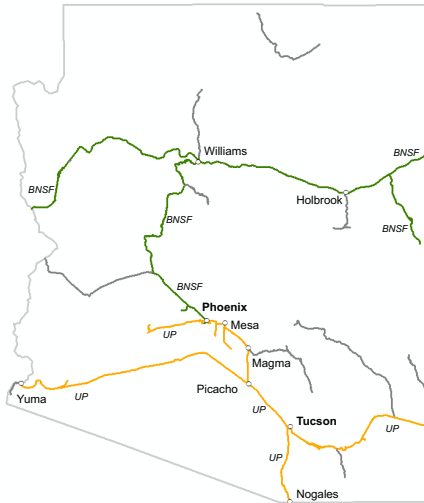 Williams
BNSF
BNSF
Holbrook
BNSF
BNSF
BNSF
Phoenix
Mesa
UP
Magma
Picacho
Yuma
UP
UP
Tucson
UP
UP
Nogales